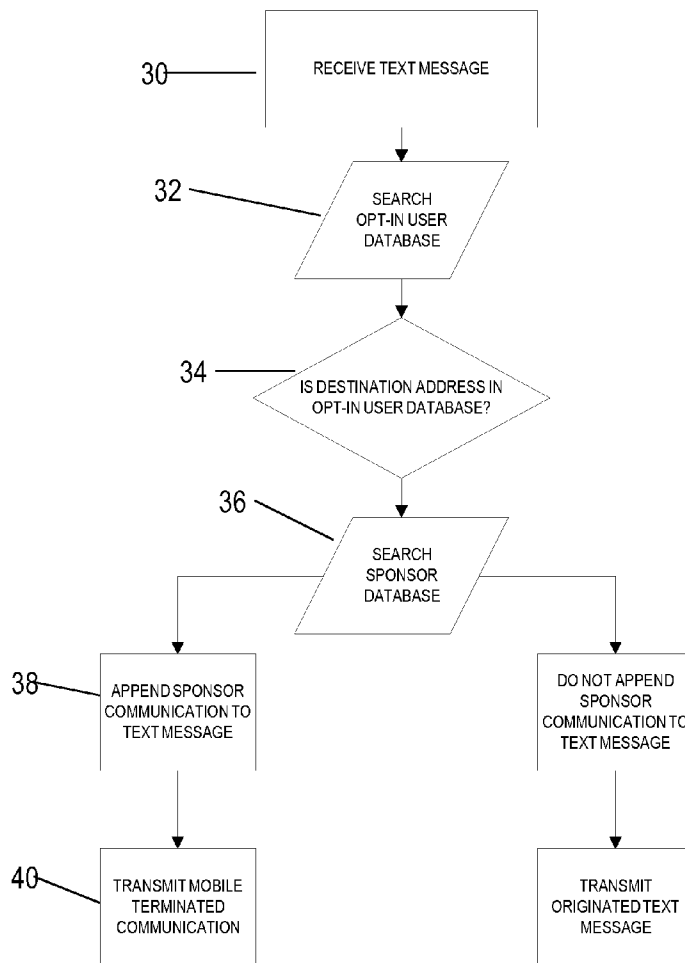 30
RECEIVE TEXT MESSAGE
32
SEARCH
OPT-IN USER
DATABASE
34
IS DESTINATION ADDRESS IN
OPT-IN USER DATABASE?
36
SEARCH
SPONSOR
DATABASE
38
APPEND SPONSOR
COMMUNICATION TO
TEXT MESSAGE
DO NOT APPEND
SPONSOR
COMMUNICATION TO
TEXT MESSAGE
40
TRANSMIT MOBILE
TERMINATED
COMMUNICATION
TRANSMIT
ORIGINATED TEXT
MESSAGE